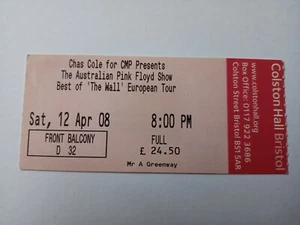 Chas Cole for CMP Presents
The Australian Pink Floyd Show
Best of 'The Wall' European Tour
Sat, 12 Apr 08 8:00 PM
FRONT BALCONY FULL
D 32 £ 24.50
Mr A Greenway
Colston Hall Bristol
colstonhall.org
Box Office: 0117 922 3686
Colston Street Bristol BS1 5AR